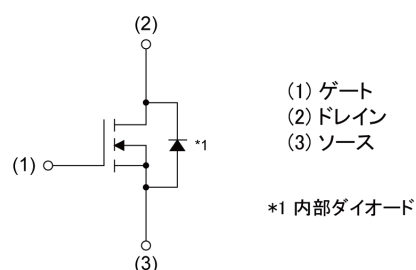 (2)
(1)
*1
(3)
(1) ゲート
(2) ドレイン
(3) ソース
*1 内部ダイオード